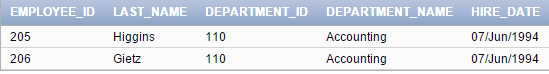 EMPLOYEE_ID LAST_NAME DEPARTMENT_ID DEPARTMENT_NAME HIRE_DATE
205 Higgins 110 Accounting 07/Jun/1994
206 Gietz 110 Accounting 07/Jun/1994